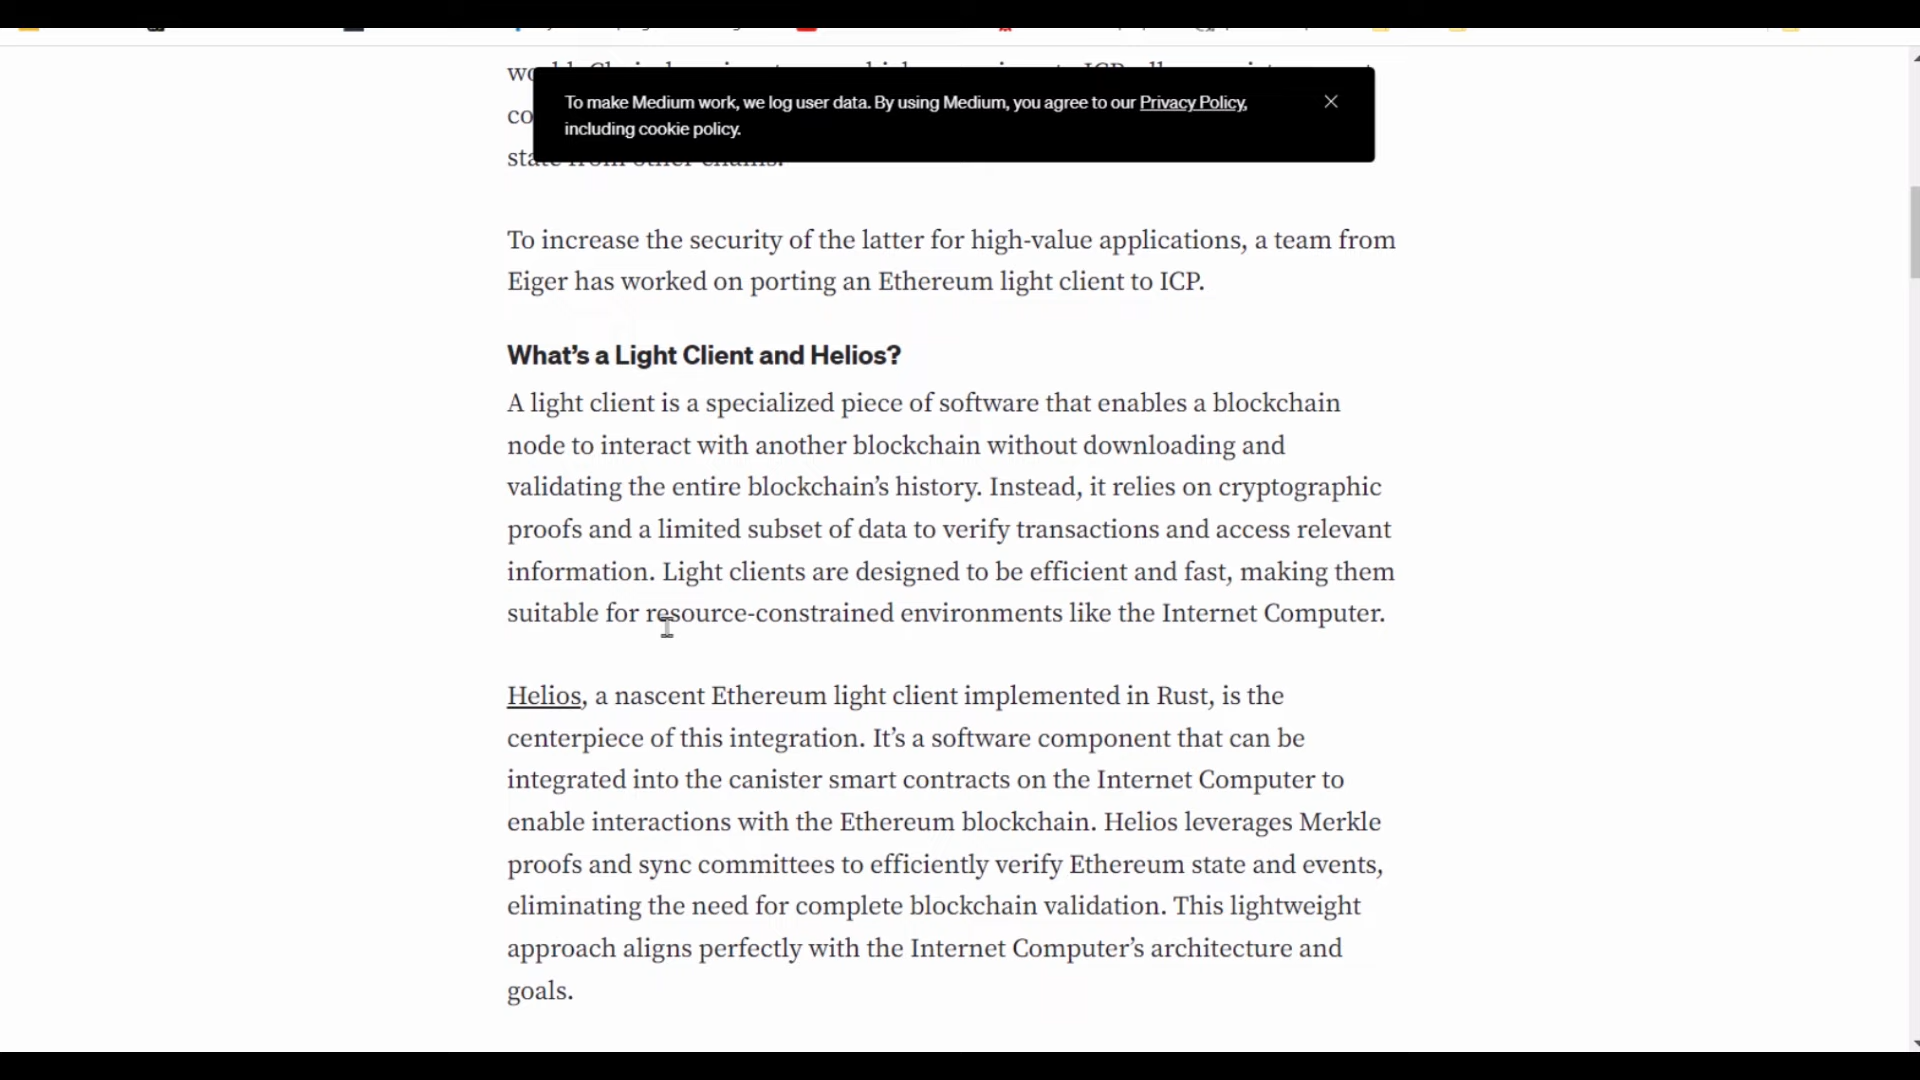 To make Medium work, we log user data. By using Medium, you agree to our Privacy Policy,
including cookie policy.
To increase the security of the latter for high-value applications, a team from
Eiger has worked on porting an Ethereum light client to ICP.
What’s a Light Client and Helios?
A light client is a specialized piece of software that enables a blockchain
node to interact with another blockchain without downloading and
validating the entire blockchain’s history. Instead, it relies on cryptographic
proofs and a limited subset of data to verify transactions and access relevant
information. Light clients are designed to be efficient and fast, making them
suitable for resource-constrained environments like the Internet Computer.
Helios, a nascent Ethereum light client implemented in Rust, is the
centerpiece of this integration. It’s a software component that can be
integrated into the canister smart contracts on the Internet Computer to
enable interactions with the Ethereum blockchain. Helios leverages Merkle
proofs and sync committees to efficiently verify Ethereum state and events,
eliminating the need for complete blockchain validation. This lightweight
approach aligns perfectly with the Internet Computer’s architecture and
goals.